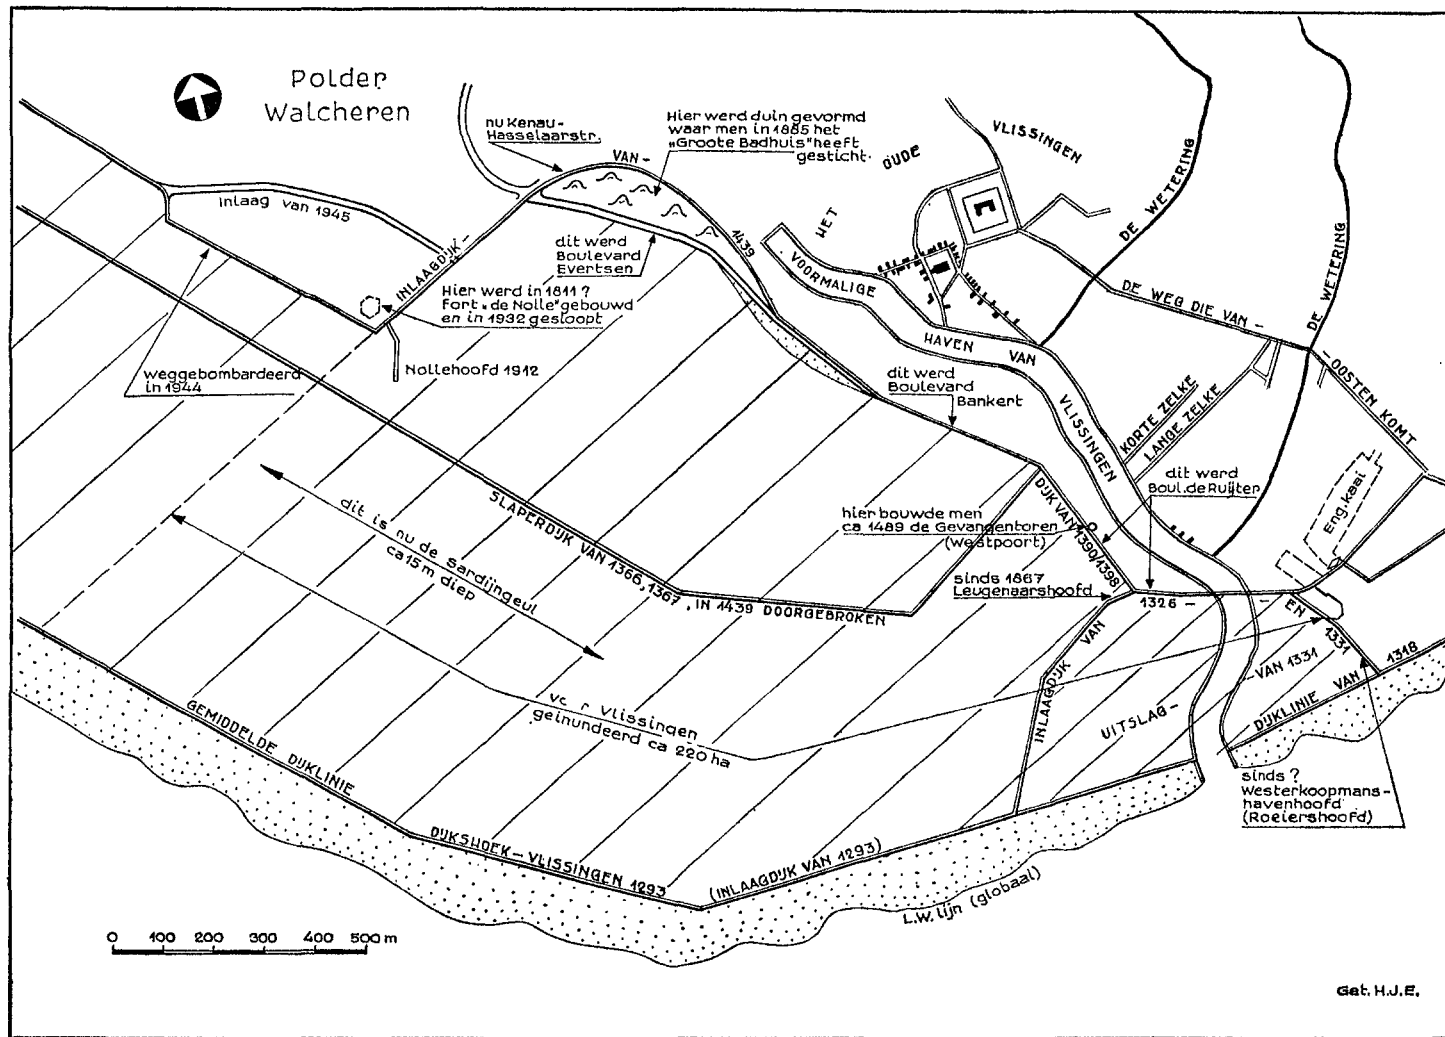 Polder
Walcheren
nu Kenau-
Hasselaarstr.
Hier werd duin gevormd
waar men in 1885 het
„Groote Badhuis" heeft
gesticht.
VAN -
HET OUDE VLISSINGEN
DE WETERING
DE WETERING
Inlaag van 1945
INLAAGDIJK -
1439
dit werd
Boulevard
Evertsen
VOORMALIGE HAVEN VAN VLISSINGEN
DE WEG DIE VAN -
- OOSTEN KOMT
Hier werd in 1811 ?
Fort „de Nolle" gebouwd
en in 1932 gesloopt
weggebombardeerd
in 1944
Nollehoofd 1912
dit werd
Boulevard
Bankert
KORTE ZELKE
LANGE ZELKE
dit werd
Boul. de Ruijter
Eng. kaai
hier bouwde men
ca 1489 de Gevangentoren
(Westpoort)
DIJK VAN 1390/1398
SLAPERDIJK VAN 1366, 1367, IN 1439 DOORGEBROKEN
dit is nu de Sardijngeul
ca 15 m diep
sinds 1867
Leugenaarshoofd
INLAAGDIJK VAN 1326 - - EN 1331
UITSLAG - VAN 1331
DIJKLINIE VAN 1318
geinundeerd ca 220 ha
Vlissingen
GEMIDDELDE DIJKLINIE
DIJKSHOEK - VLISSINGEN 1293
(INLAAGDIJK VAN 1293)
L.W. lijn (globaal)
sinds ?
Westerkoopmans-
havenhoofd
(Roeiershoofd)
0 100 200 300 400 500 m
Get. H.J.E.